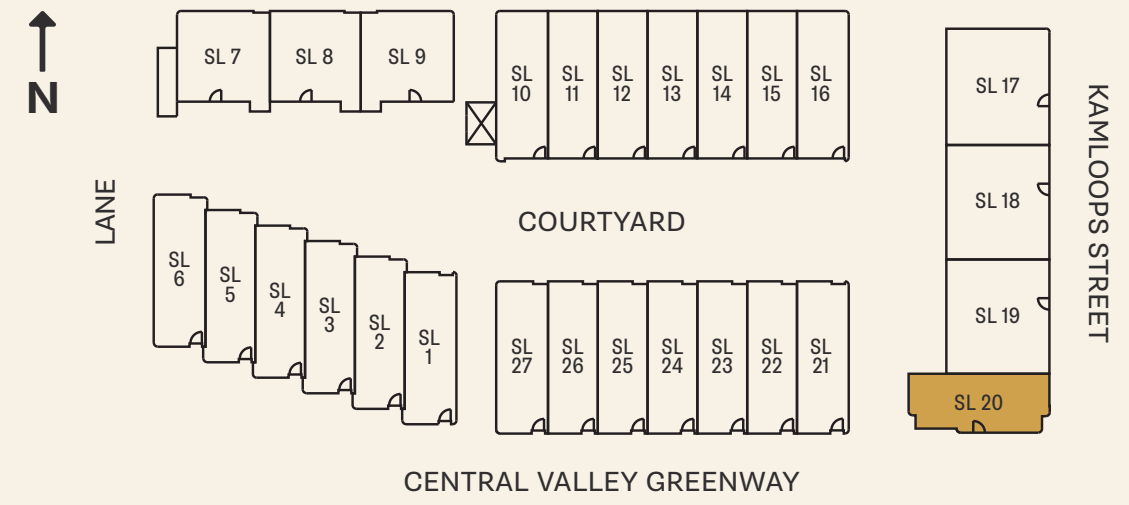 N
SL 7
SL 8
SL 9
SL
10
SL
11
SL
12
SL
13
SL
14
SL
15
SL
16
SL 17
SL 18
SL 19
SL 20
KAMLOOPS STREET
LANE
COURTYARD
SL
6
SL
5
SL
4
SL
3
SL
2
SL
1
SL
27
SL
26
SL
25
SL
24
SL
23
SL
22
SL
21
CENTRAL VALLEY GREENWAY